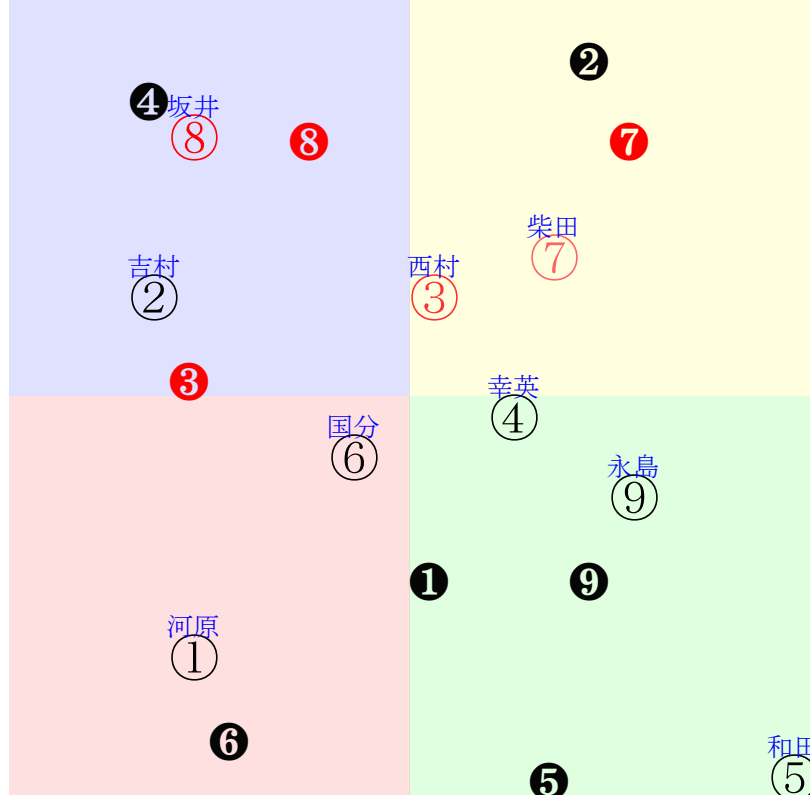 ❷
❹
坂井
⑧
❽
❼
柴田
⑦
吉村
②
西村
③
❸
幸英
④
国分
⑥
永島
⑨
❶
❾
河原
①
❻
和田
⑤
❺